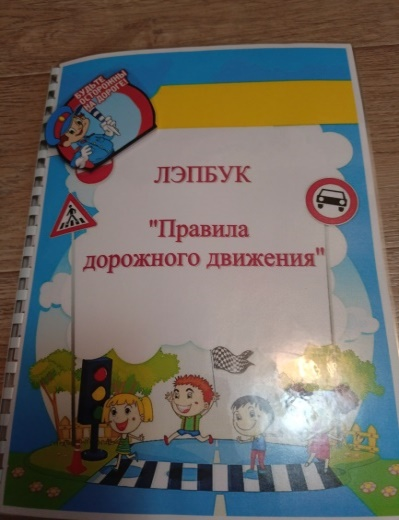 БУДЬТЕ
ОСТОРОЖНЫ
НА ДОРОГЕ!
ЛЭПБУК
"Правила
дорожного движения"